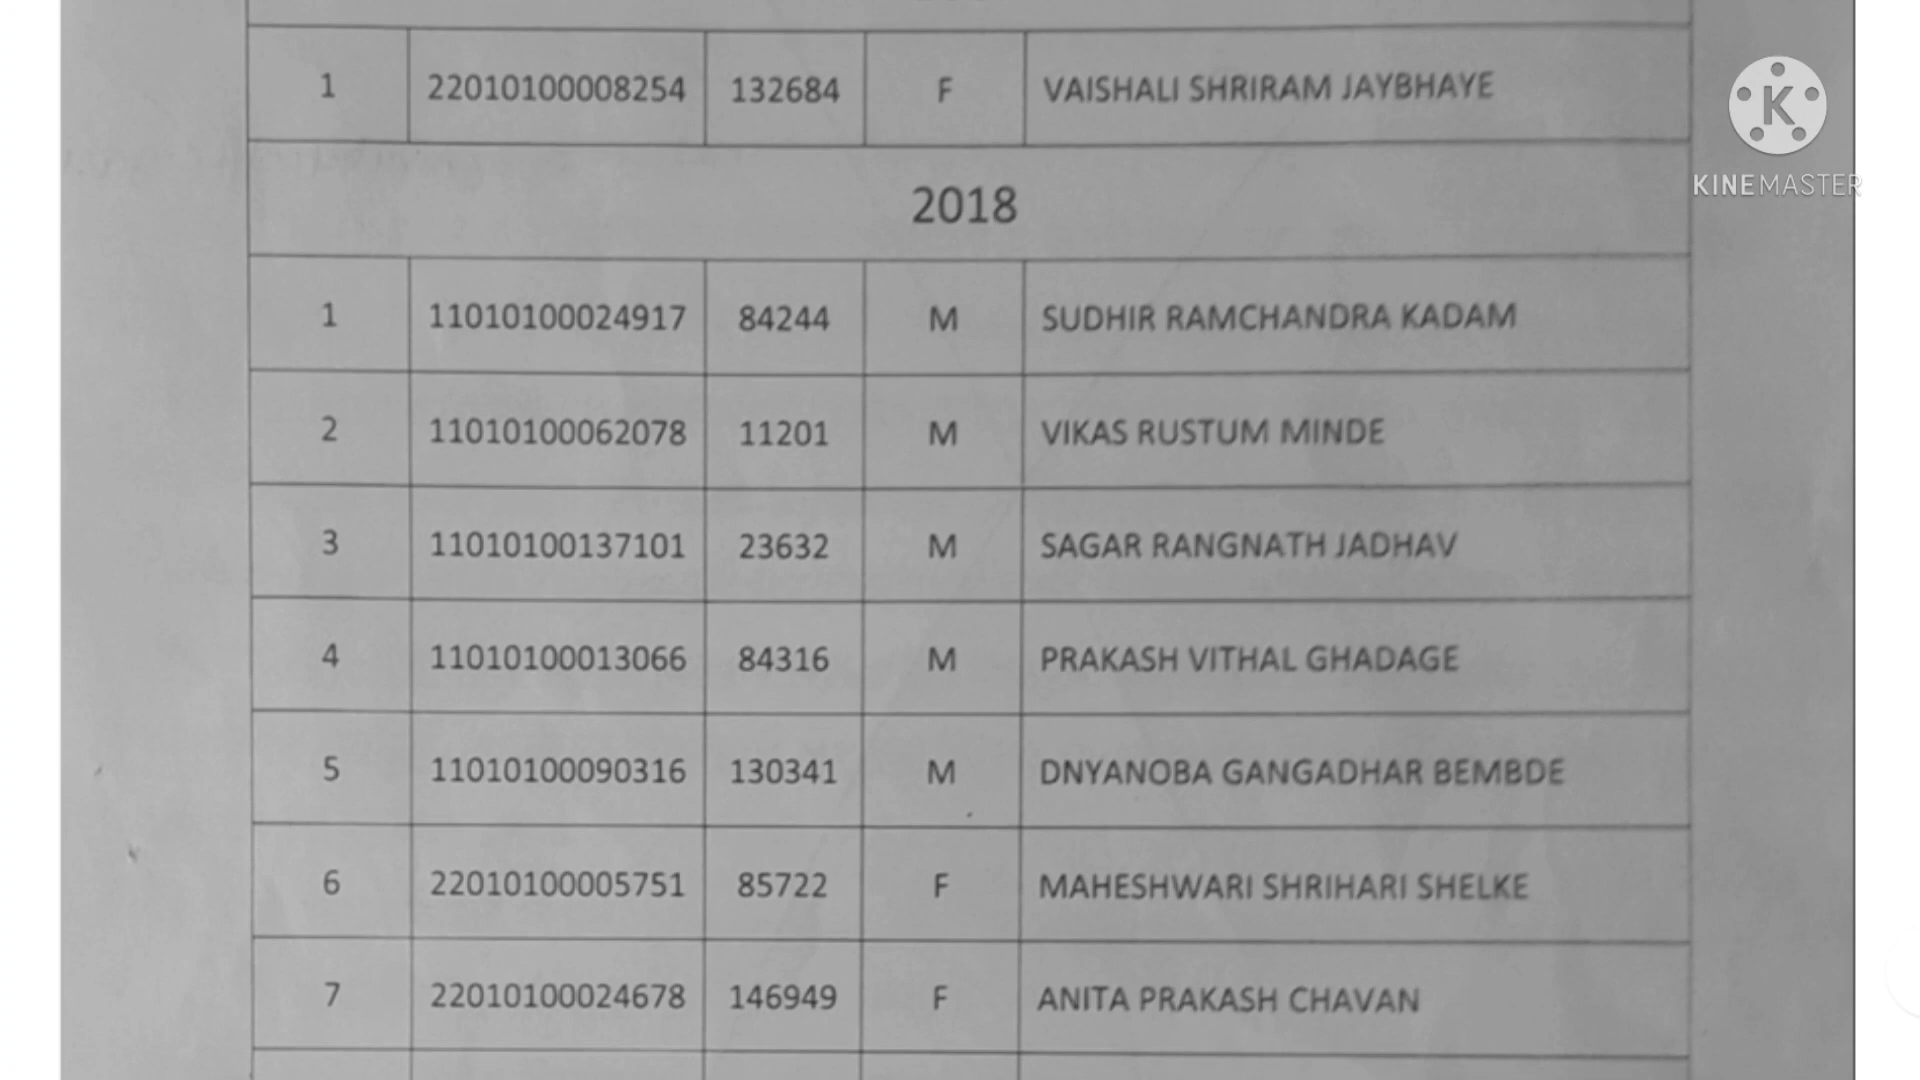 1 22010100008254 132684 F VAISHALI SHRIRAM JAYBHAYE
KINEMASTER
2018
1 11010100024917 84244 M SUDHIR RAMCHANDRA KADAM
2 11010100062078 11201 M VIKAS RUSTUM MINDE
3 11010100137101 23632 M SAGAR RANGNATH JADHAV
4 11010100013066 84316 M PRAKASH VITHAL GHADAGE
5 11010100090316 130341 M DNYANOBA GANGADHAR BEMBDE
6 22010100005751 85722 F MAHESHWARI SHRIHARI SHELKE
7 22010100024678 146949 F ANITA PRAKASH CHAVAN